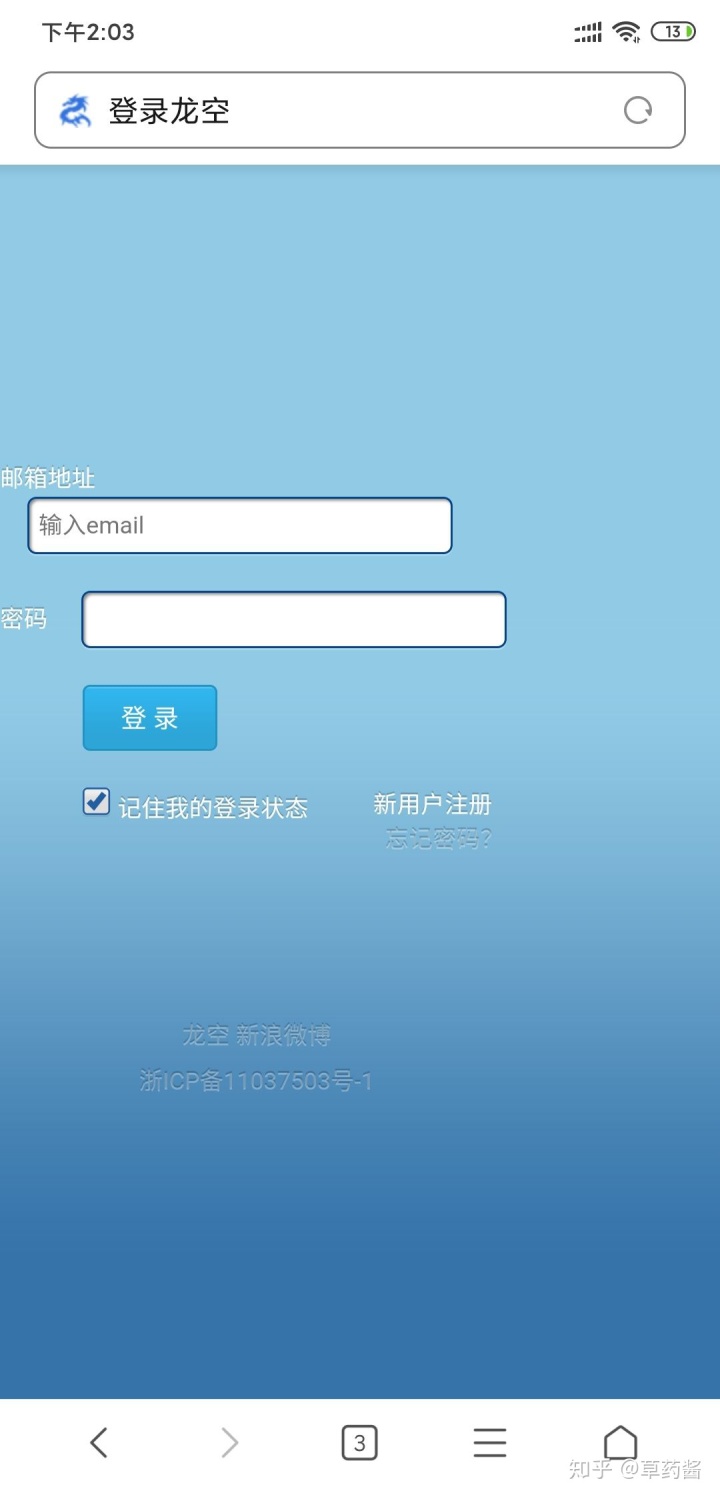 下午2:03
13
登录龙空
邮箱地址
输入email
密码
登 录
记住我的登录状态
新用户注册
忘记密码?
龙空 新浪微博
浙ICP备11037503号-1
3
知乎 @草药酱